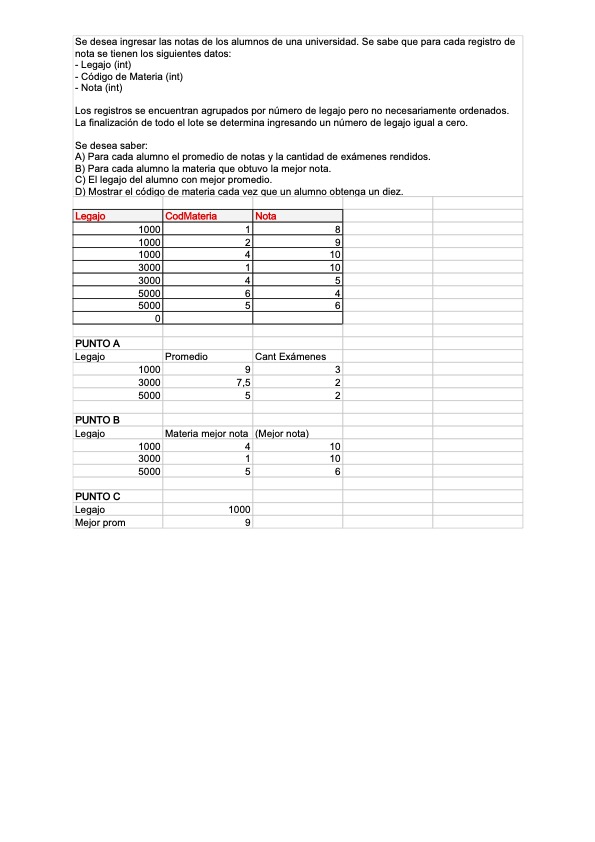 Se desea ingresar las notas de los alumnos de una universidad. Se sabe que para cada registro de
nota se tienen los siguientes datos:
- Legajo (int)
- Código de Materia (int)
- Nota (int)
Los registros se encuentran agrupados por número de legajo pero no necesariamente ordenados.
La finalización de todo el lote se determina ingresando un número de legajo igual a cero.
Se desea saber:
A) Para cada alumno el promedio de notas y la cantidad de exámenes rendidos.
B) Para cada alumno la materia que obtuvo la mejor nota.
C) El legajo del alumno con mejor promedio.
D) Mostrar el código de materia cada vez que un alumno obtenga un diez.
Legajo CodMateria Nota
1000 1 8
1000 2 9
1000 4 10
3000 1 10
3000 4 5
5000 6 4
5000 5 6
0
PUNTO A
Legajo Promedio Cant Exámenes
1000 9 3
3000 7,5 2
5000 5 2
PUNTO B
Legajo Materia mejor nota (Mejor nota)
1000 4 10
3000 1 10
5000 5 6
PUNTO C
Legajo 1000
Mejor prom 9